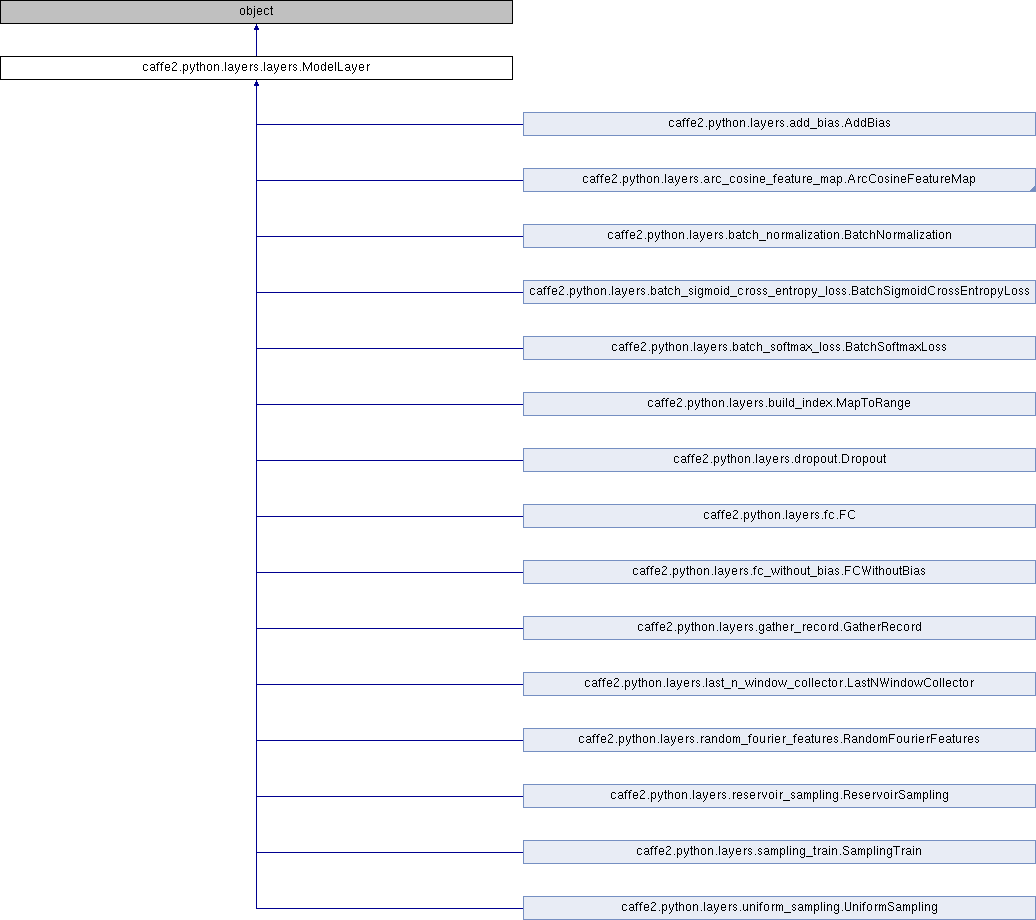 object
caffe2.python.layers.layers.ModelLayer
caffe2.python.layers.add_bias.AddBias
caffe2.python.layers.arc_cosine_feature_map.ArcCosineFeatureMap
caffe2.python.layers.batch_normalization.BatchNormalization
caffe2.python.layers.batch_sigmoid_cross_entropy_loss.BatchSigmoidCrossEntropyLoss
caffe2.python.layers.batch_softmax_loss.BatchSoftmaxLoss
caffe2.python.layers.build_index.MapToRange
caffe2.python.layers.dropout.Dropout
caffe2.python.layers.fc.FC
caffe2.python.layers.fc_without_bias.FCWithoutBias
caffe2.python.layers.gather_record.GatherRecord
caffe2.python.layers.last_n_window_collector.LastNWindowCollector
caffe2.python.layers.random_fourier_features.RandomFourierFeatures
caffe2.python.layers.reservoir_sampling.ReservoirSampling
caffe2.python.layers.sampling_train.SamplingTrain
caffe2.python.layers.uniform_sampling.UniformSampling